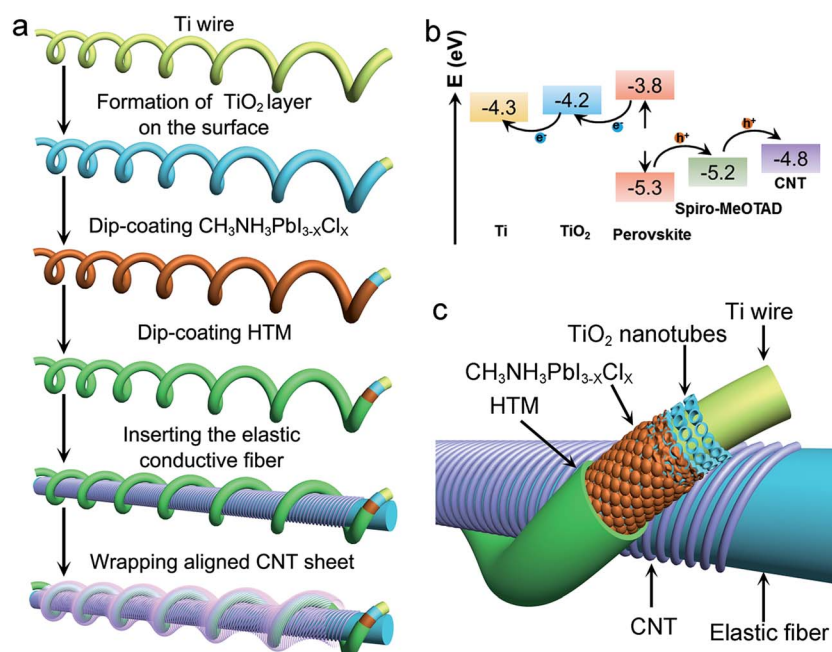 a
Ti wire
Formation of TiO₂ layer
on the surface
Dip-coating CH₃NH₃PbI₃₋ₓClₓ
Dip-coating HTM
Inserting the elastic
conductive fiber
Wrapping aligned CNT sheet
b
E (eV)
-3.8
-4.3
-4.2
e⁻
e⁻
h⁺
h⁺
-4.8
-5.2
-5.3
CNT
Spiro-MeOTAD
Ti
TiO₂
Perovskite
c
Ti wire
TiO₂ nanotubes
CH₃NH₃PbI₃₋ₓClₓ
HTM
CNT
Elastic fiber